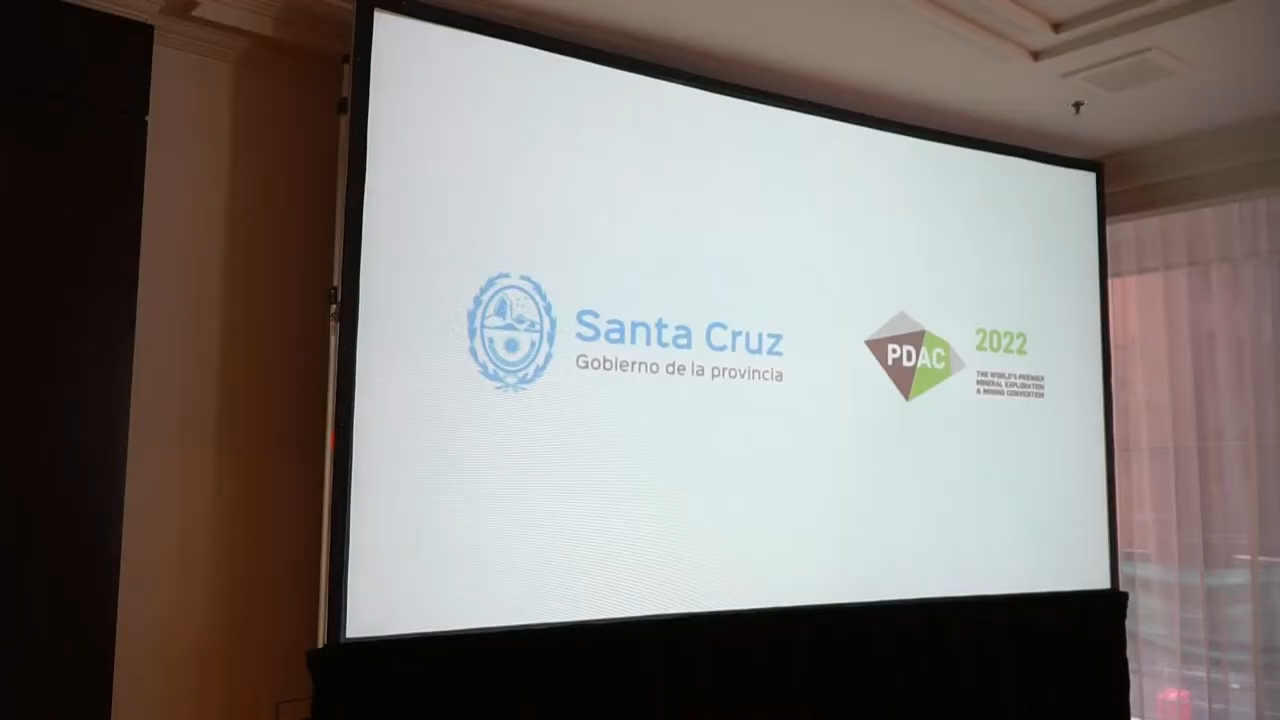 Santa Cruz
Gobierno de la provincia
PDAC
2022
THE WORLD'S PREMIER
MINERAL EXPLORATION
& MINING CONVENTION